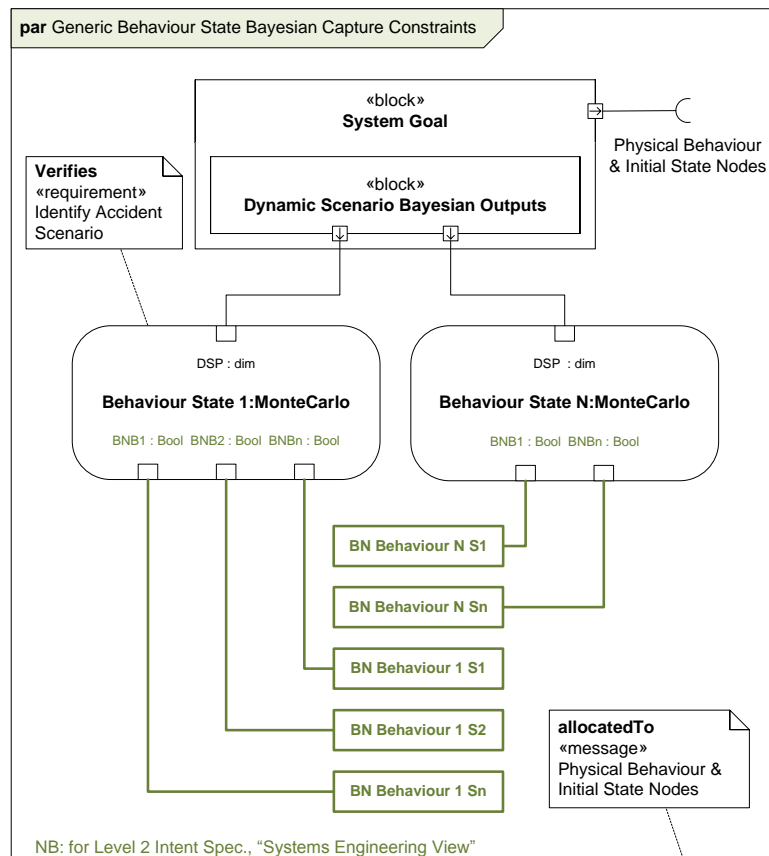 par Generic Behaviour State Bayesian Capture Constraints
«block»
System Goal
Physical Behaviour
& Initial State Nodes
«block»
Dynamic Scenario Bayesian Outputs
Verifies
«requirement»
Identify Accident
Scenario
DSP : dim
Behaviour State 1:MonteCarlo
BNB1 : Bool BNB2 : Bool BNBn : Bool
DSP : dim
Behaviour State N:MonteCarlo
BNB1 : Bool BNBn : Bool
BN Behaviour N S1
BN Behaviour N Sn
BN Behaviour 1 S1
BN Behaviour 1 S2
BN Behaviour 1 Sn
allocatedTo
«message»
Physical Behaviour &
Initial State Nodes
NB: for Level 2 Intent Spec., “Systems Engineering View”